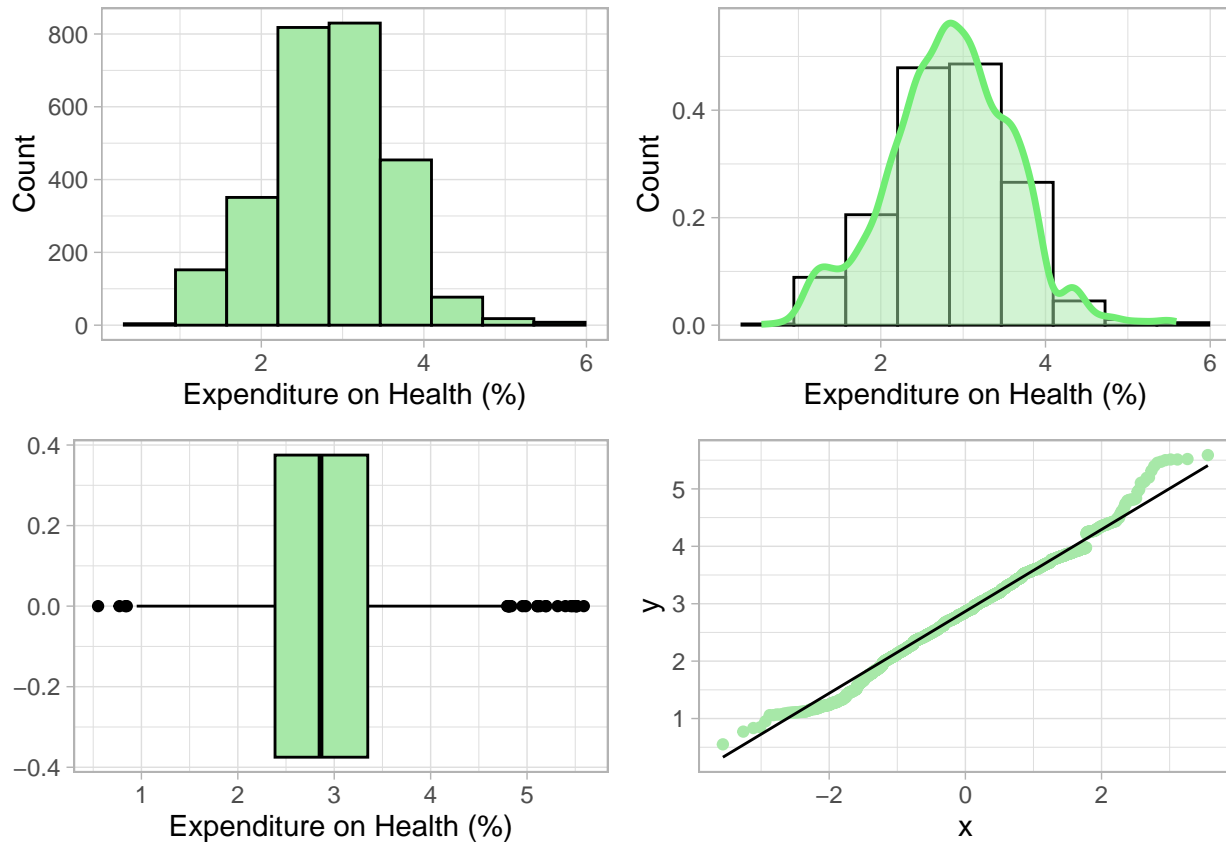 800
600
400
200
0
Count
2 4 6
Expenditure on Health (%)
0.4
0.2
0.0
Count
2 4 6
Expenditure on Health (%)
0.4
0.2
0.0
−0.2
−0.4
1 2 3 4 5
Expenditure on Health (%)
5
4
3
2
1
y
−2 0 2
x